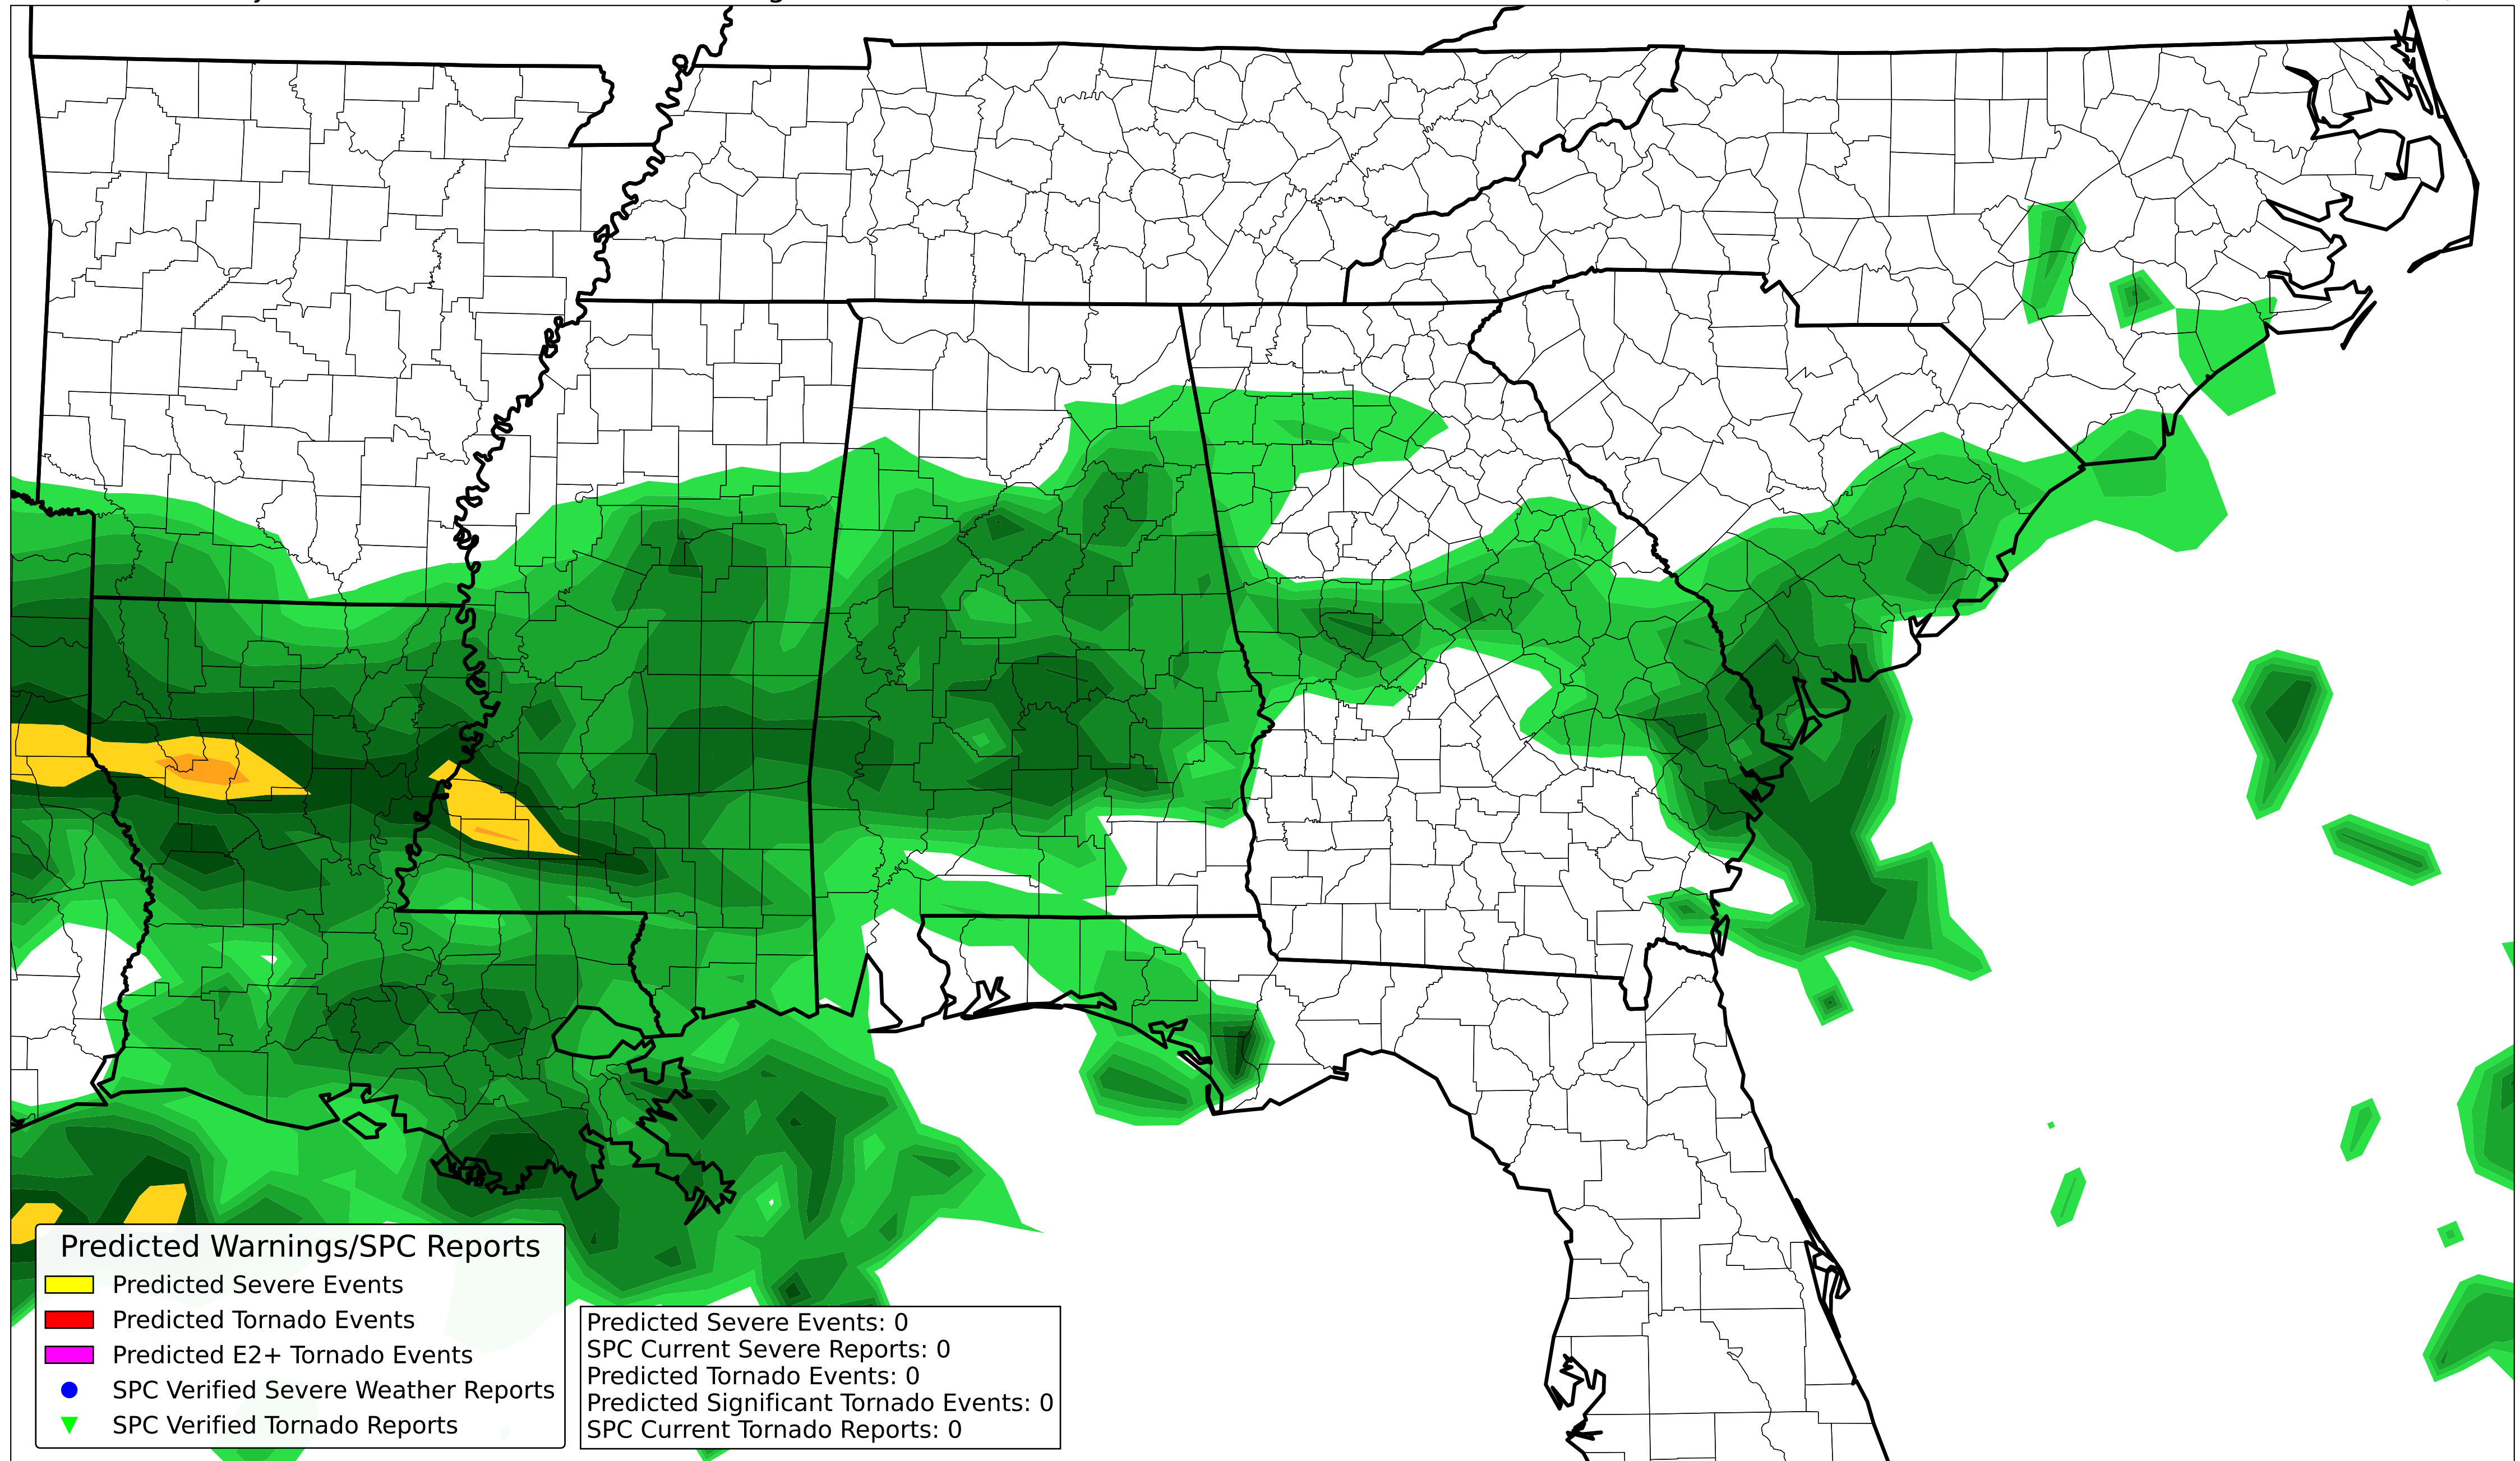 Predicted Warnings/SPC Reports
Predicted Severe Events
Predicted Tornado Events
Predicted E2+ Tornado Events
SPC Verified Severe Weather Reports
SPC Verified Tornado Reports
Predicted Severe Events: 0
SPC Current Severe Reports: 0
Predicted Tornado Events: 0
Predicted Significant Tornado Events: 0
SPC Current Tornado Reports: 0